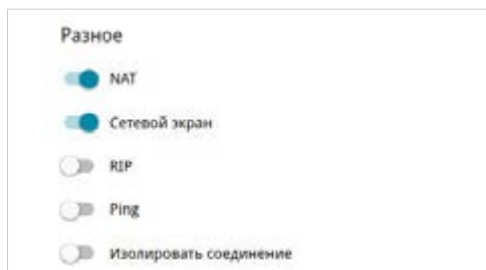 Разное
NAT
Сетевой экран
RIP
Ping
Изолировать соединение